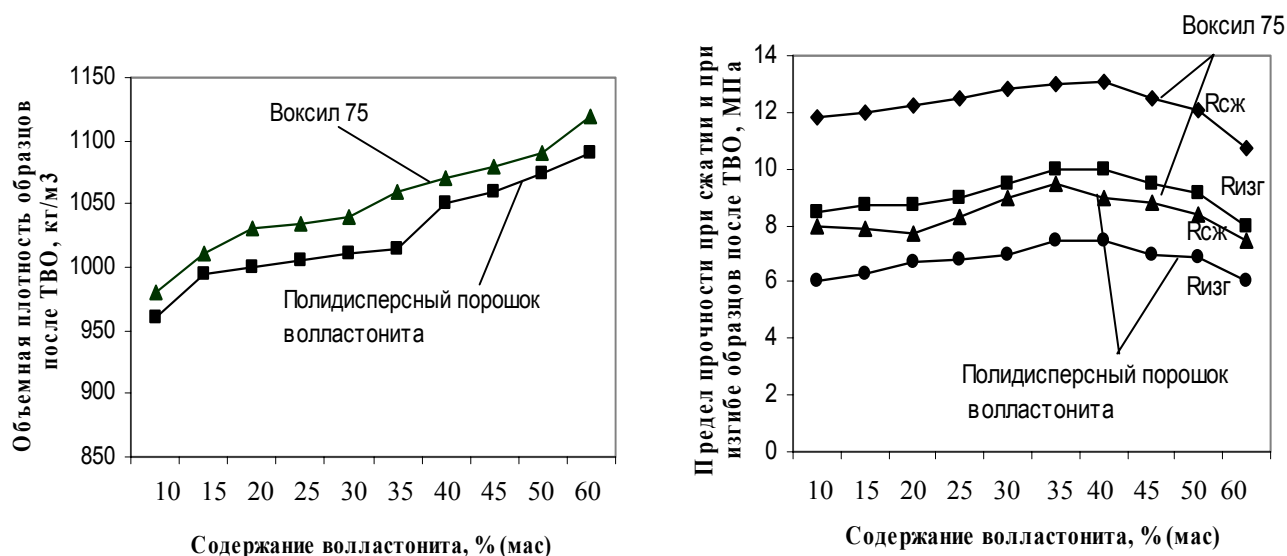 Объемная плотность образцов
после ТВО, кг/м3
1150
1100
1050
1000
950
900
850
Воксил 75
Полидисперсный порошок
волластонита
10 15 20 25 30 35 40 45 50 60
Содержание волластонита, % (мас)
Предел прочности при сжатии и при
изгибе образцов после ТВО, МПа
14
12
10
8
6
4
2
0
Воксил 75
Rсж
Rизг
Rсж
Rизг
Полидисперсный порошок
волластонита
10 15 20 25 30 35 40 45 50 60
Содержание волластонита, % (мас)